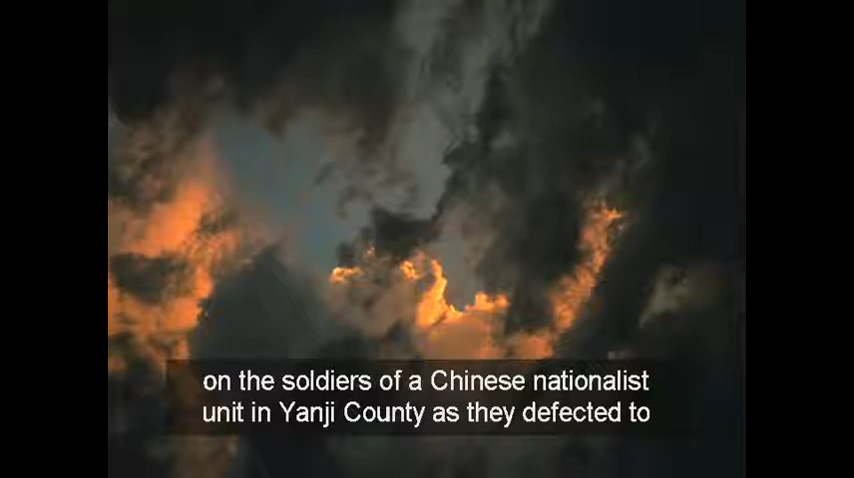 on the soldiers of a Chinese nationalist
unit in Yanji County as they defected to